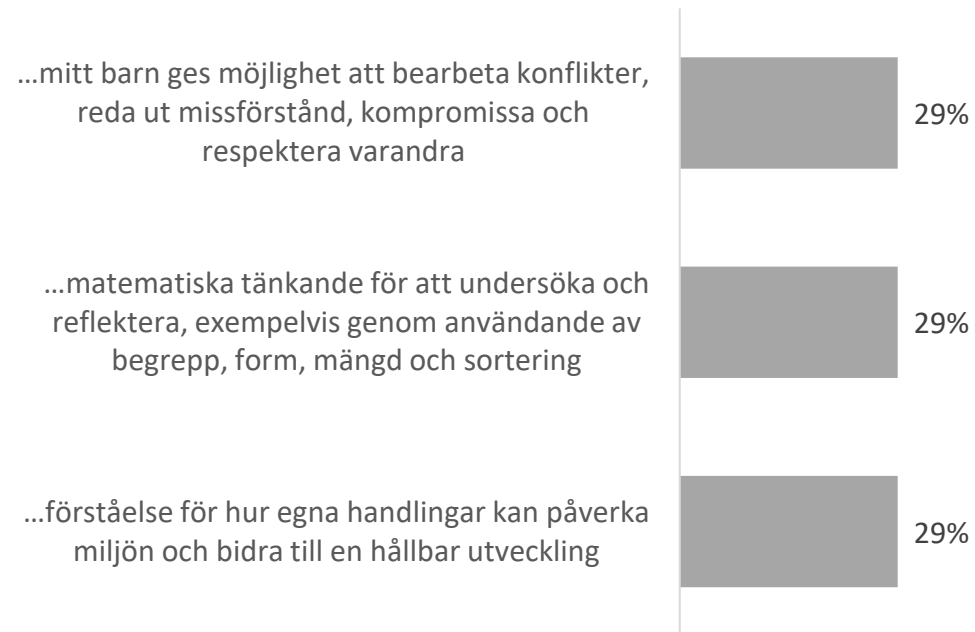 …mitt barn ges möjlighet att bearbeta konflikter,
reda ut missförstånd, kompromissa och
respektera varandra
29%
…matematiska tänkande för att undersöka och
reflektera, exempelvis genom användande av
begrepp, form, mängd och sortering
29%
…förståelse för hur egna handlingar kan påverka
miljön och bidra till en hållbar utveckling
29%